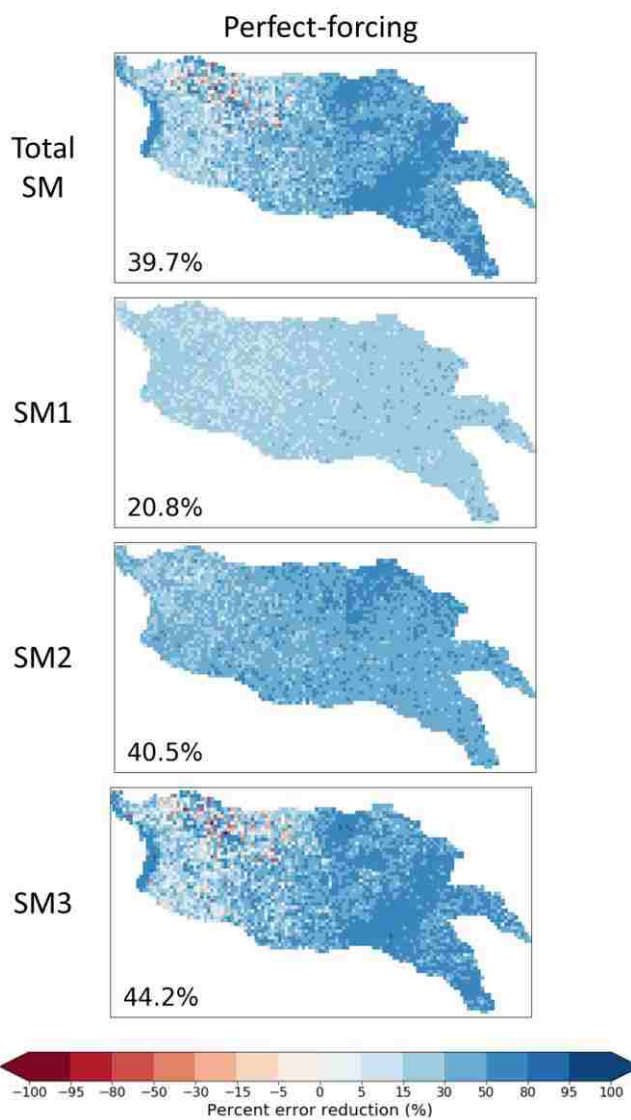 Perfect-forcing
Total
SM
39.7%
SM1
20.8%
SM2
40.5%
SM3
44.2%
−100 −95 −80 −50 −30 −15 −5 0 5 15 30 50 80 95 100
Percent error reduction (%)